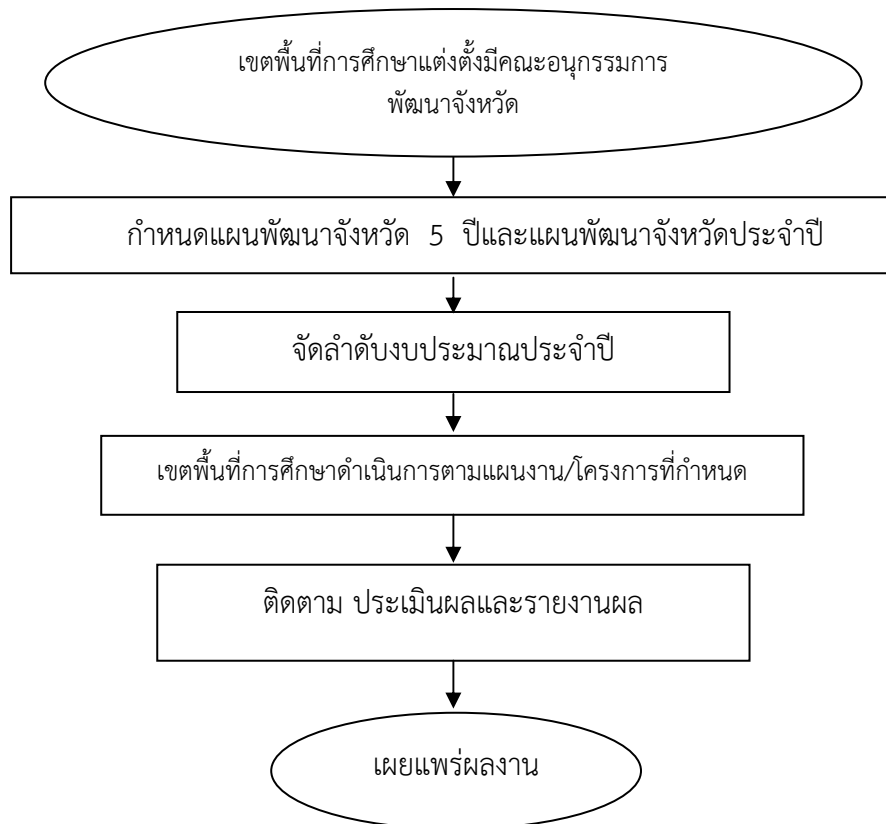 เขตพื้นที่การศึกษาแต่งตั้งมีคณะอนุกรรมการ
พัฒนาจังหวัด
กำหนดแผนพัฒนาจังหวัด 5 ปีและแผนพัฒนาจังหวัดประจำปี
จัดลำดับงบประมาณประจำปี
เขตพื้นที่การศึกษาดำเนินการตามแผนงาน/โครงการที่กำหนด
ติดตาม ประเมินผลและรายงานผล
เผยแพร่ผลงาน